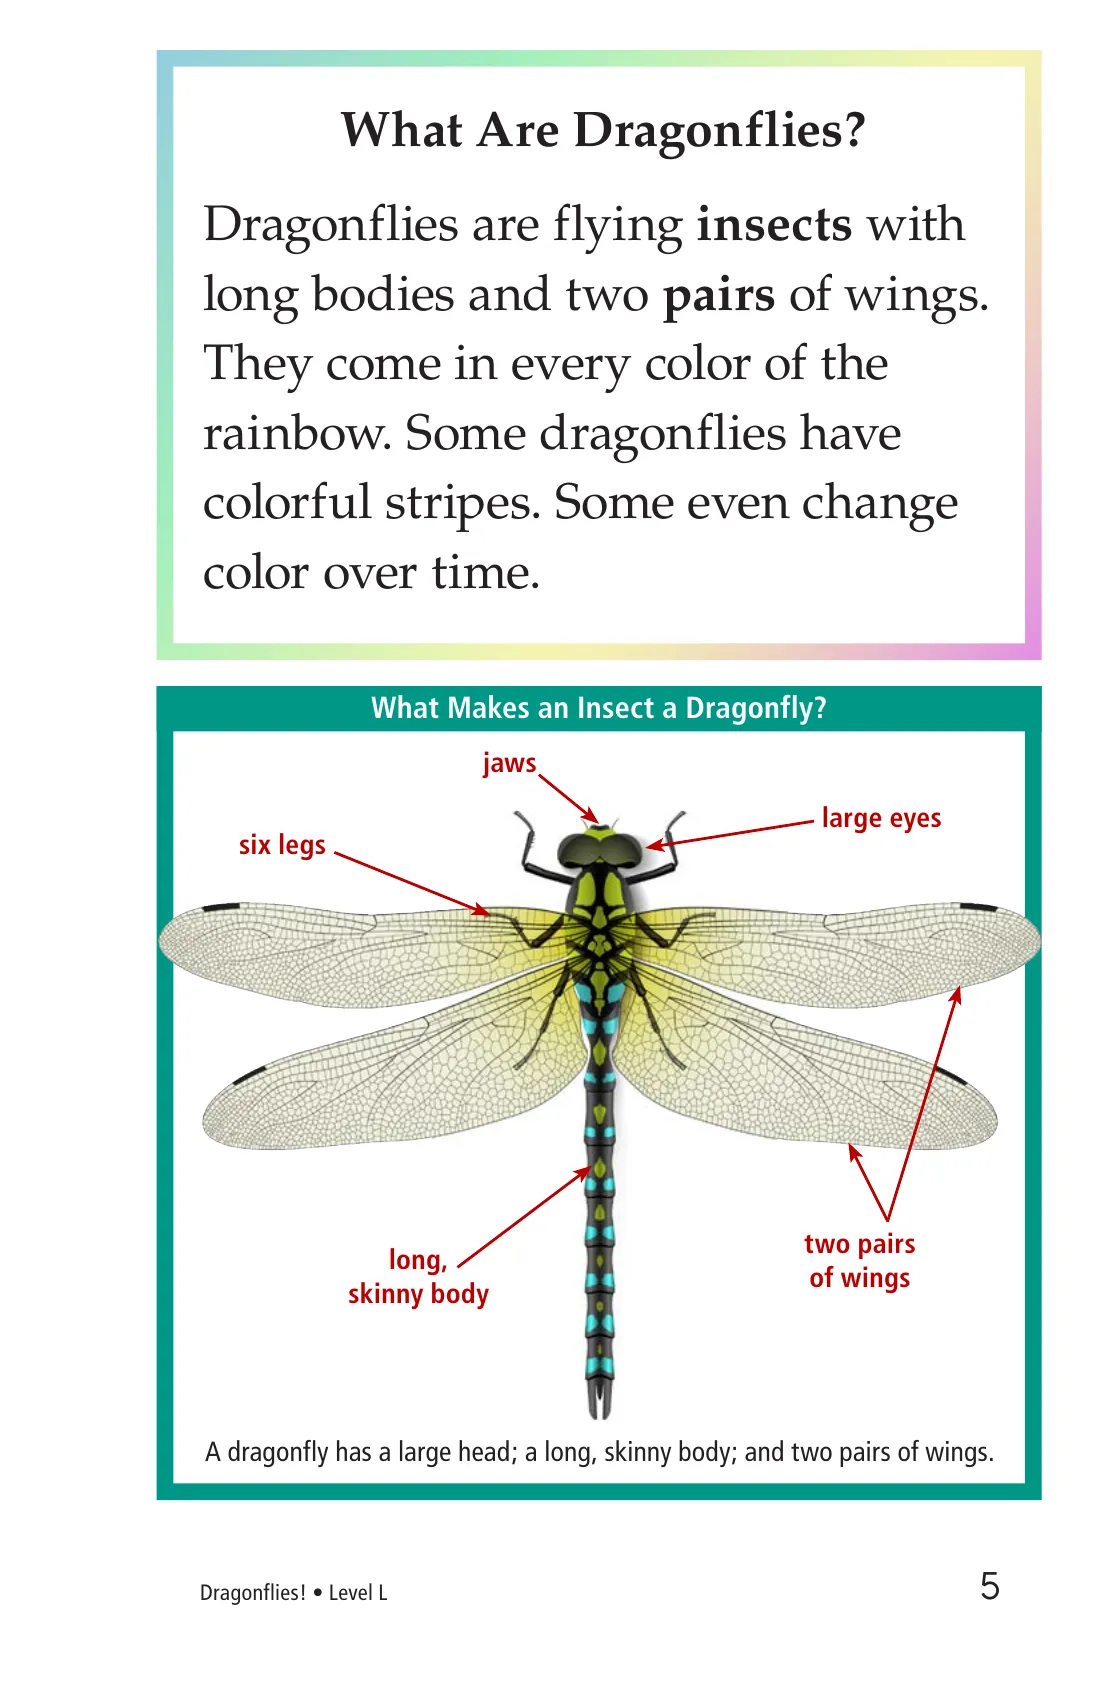 What Are Dragonflies?
Dragonflies are flying insects with
long bodies and two pairs of wings.
They come in every color of the
rainbow. Some dragonflies have
colorful stripes. Some even change
color over time.
What Makes an Insect a Dragonfly?
jaws
large eyes
six legs
two pairs
of wings
long,
skinny body
A dragonfly has a large head; a long, skinny body; and two pairs of wings.
Dragonflies! • Level L
5